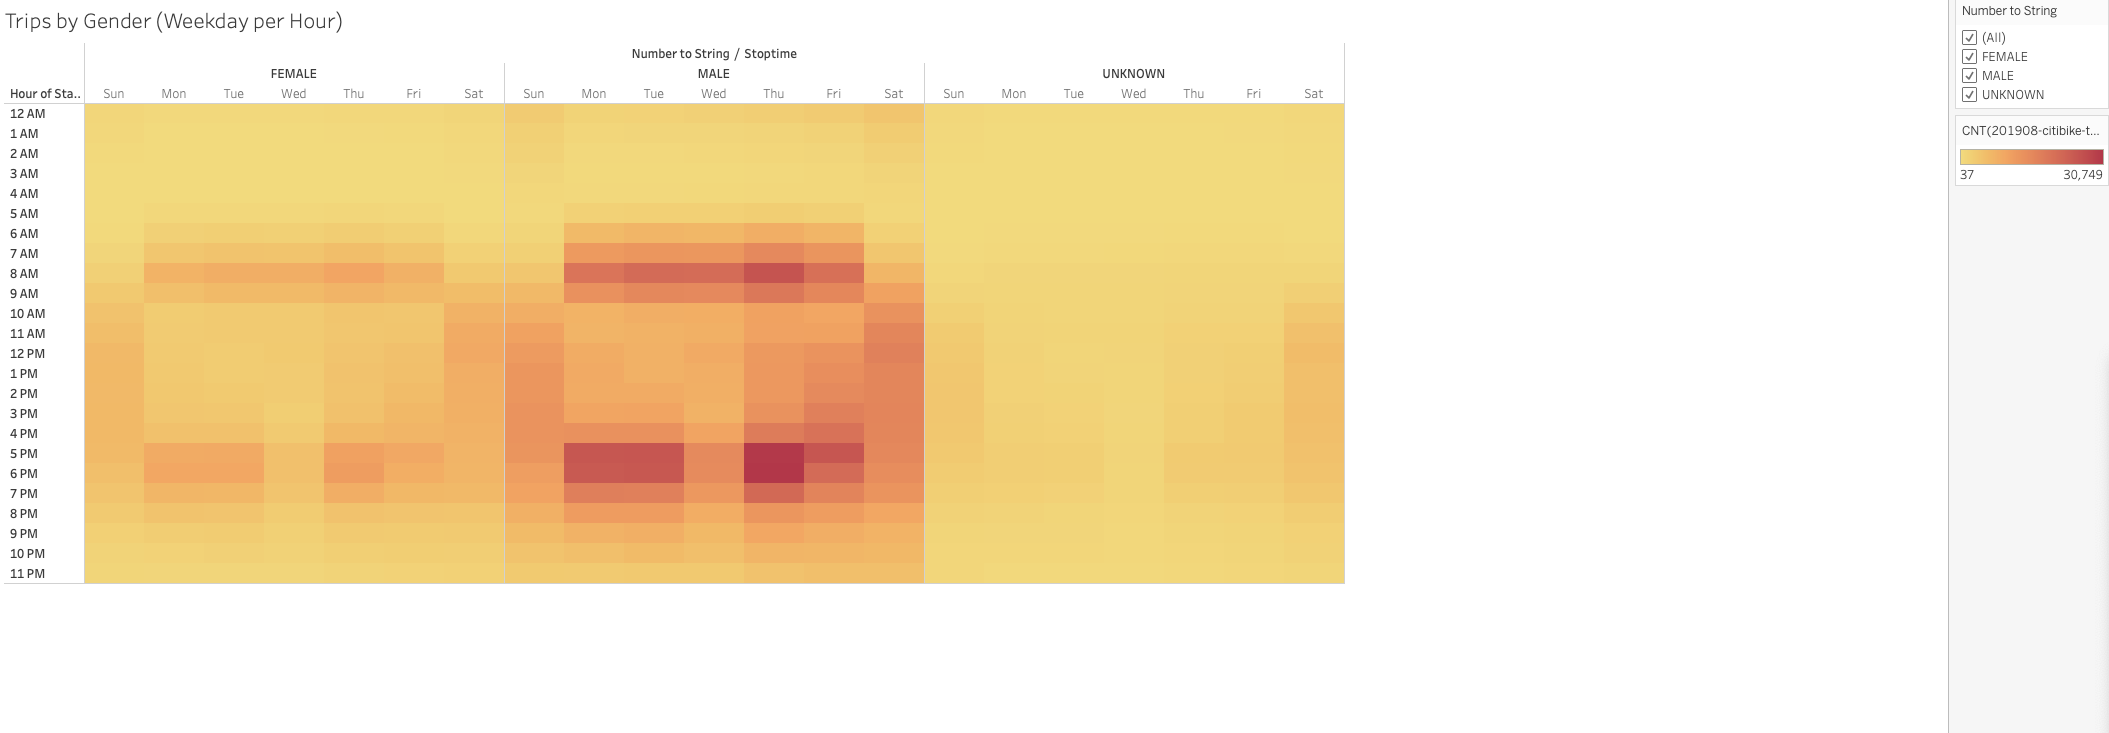 Trips by Gender (Weekday per Hour)
Number to String / Stoptime
FEMALE MALE UNKNOWN
Hour of Sta.. Sun Mon Tue Wed Thu Fri Sat Sun Mon Tue Wed Thu Fri Sat Sun Mon Tue Wed Thu Fri Sat
12 AM
1 AM
2 AM
3 AM
4 AM
5 AM
6 AM
7 AM
8 AM
9 AM
10 AM
11 AM
12 PM
1 PM
2 PM
3 PM
4 PM
5 PM
6 PM
7 PM
8 PM
9 PM
10 PM
11 PM
Number to String
(All)
FEMALE
MALE
UNKNOWN
CNT(201908-citibike-t...
37 30,749